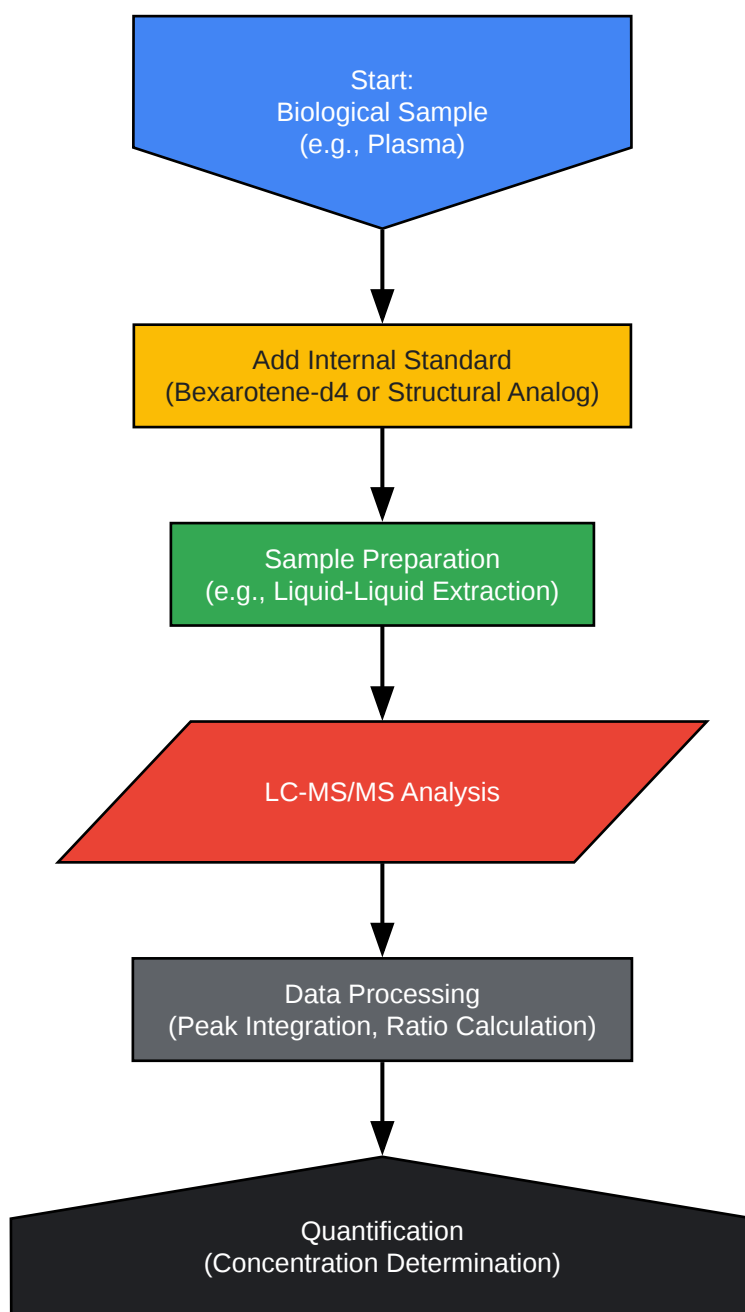 Start:
Biological Sample
(e.g., Plasma)
Add Internal Standard
(Bexarotene-d4 or Structural Analog)
Sample Preparation
(e.g., Liquid-Liquid Extraction)
LC-MS/MS Analysis
Data Processing
(Peak Integration, Ratio Calculation)
Quantification
(Concentration Determination)